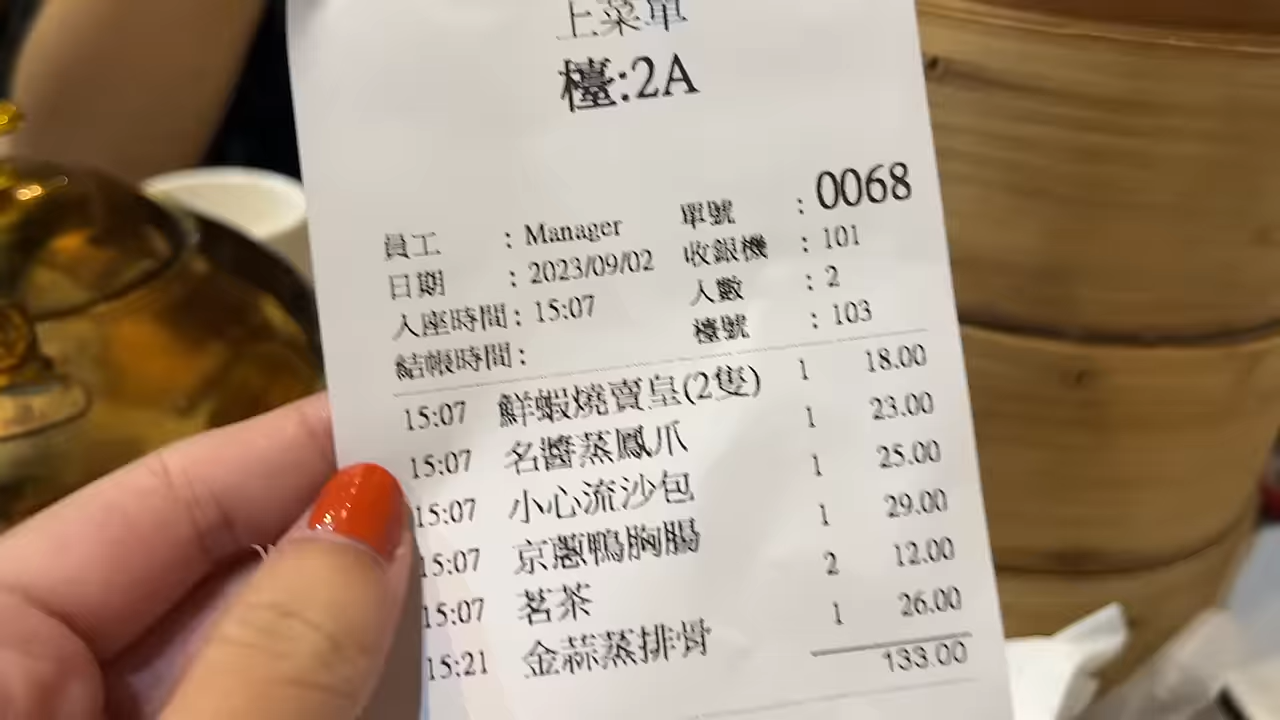 上菜單
檯:2A
員工 : Manager 單號 : 0068
日期 : 2023/09/02 收銀機 : 101
入座時間 : 15:07 人數 : 2
結帳時間 : 檯號 : 103
15:07 鮮蝦燒賣皇(2隻) 1 18.00
15:07 名醬蒸鳳爪 1 23.00
15:07 小心流沙包 1 25.00
15:07 京蔥鴨胸腸 1 29.00
15:07 茗茶 2 12.00
15:21 金蒜蒸排骨 1 26.00
133.00